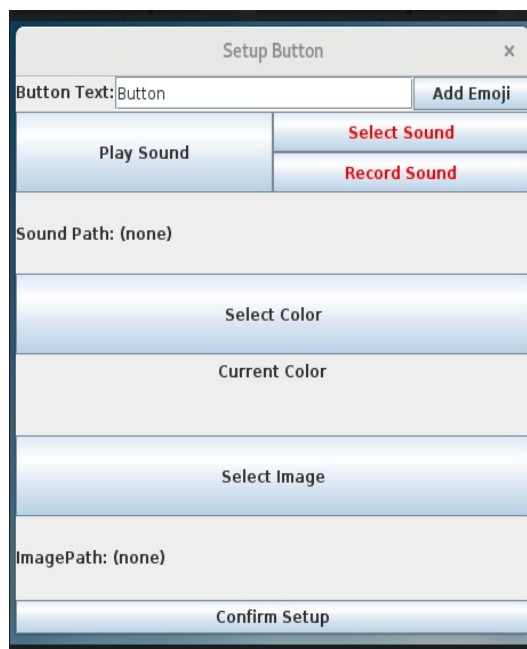 Setup Button ×
Button Text: Button Add Emoji
Play Sound
Select Sound
Record Sound
Sound Path: (none)
Select Color
Current Color
Select Image
ImagePath: (none)
Confirm Setup